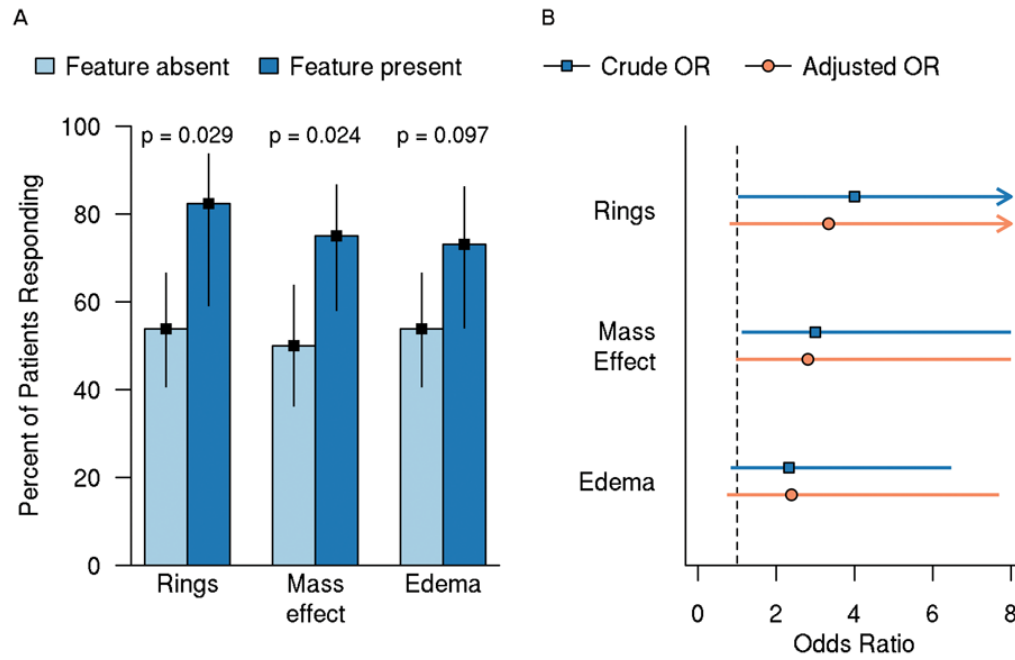 A
Feature absent Feature present
p = 0.029 p = 0.024 p = 0.097
100
80
60
40
20
0
Percent of Patients Responding
Rings Mass Edema
effect
B
Crude OR Adjusted OR
Rings
Mass
Effect
Edema
0 2 4 6 8
Odds Ratio